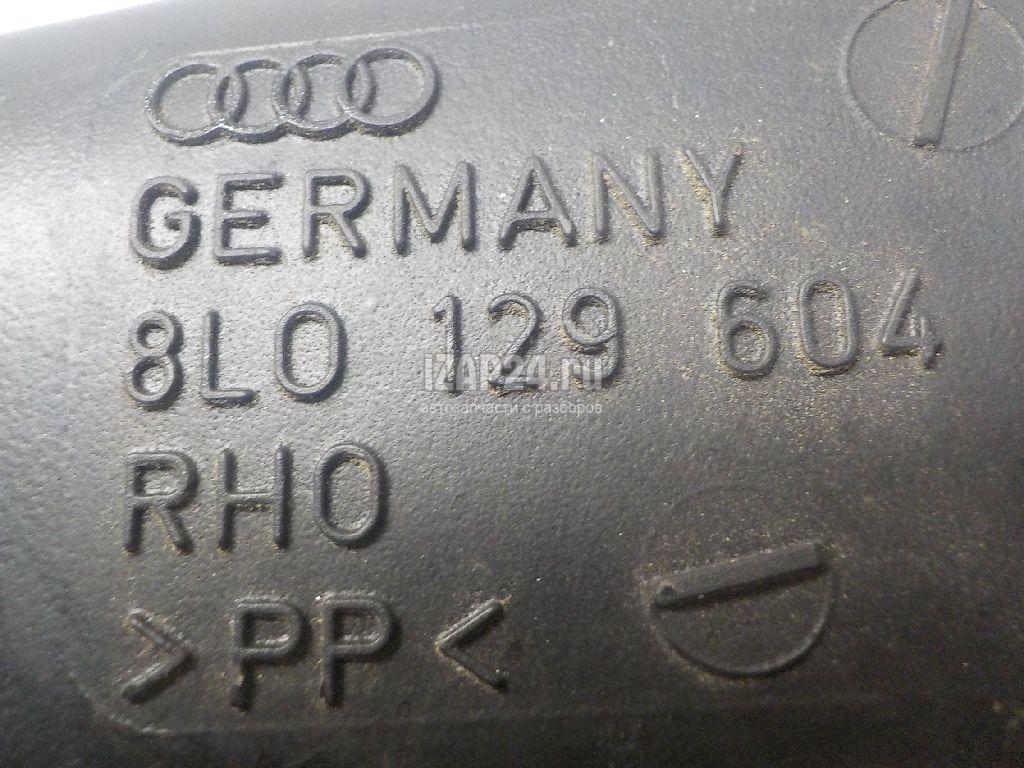 GERMANY
8L0 129 604
IZAP24.ru
автозапчасти с разборов
RHO
>PP<